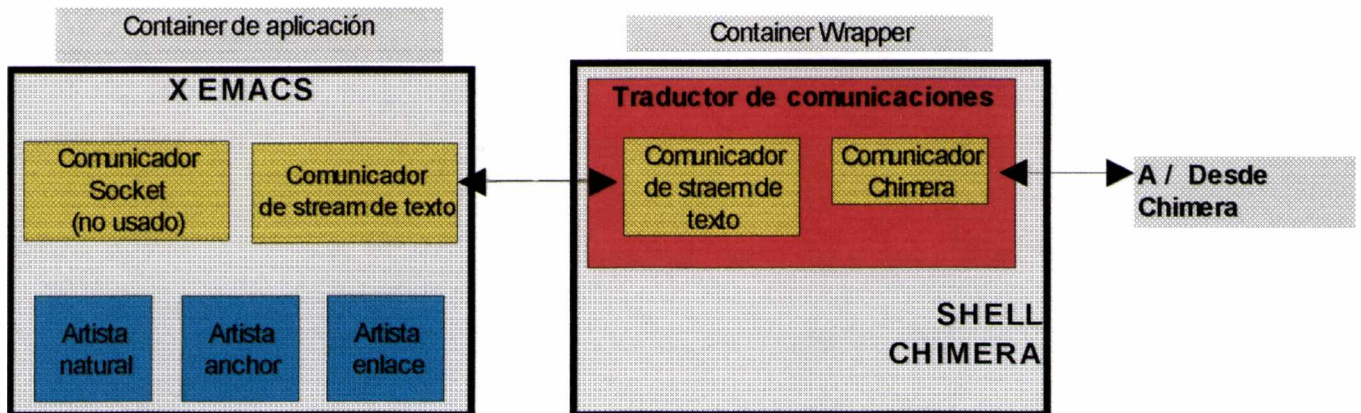 Container de aplicación
Container Wrapper
X EMACS
Comunicador
Socket
(no usado)
Comunicador
de stream de texto
Artista
natural
Artista
anchor
Artista
enlace
Traductor de comunicaciones
Comunicador
de straem de
texto
Comunicador
Chimera
SHELL
CHIMERA
A / Desde
Chimera